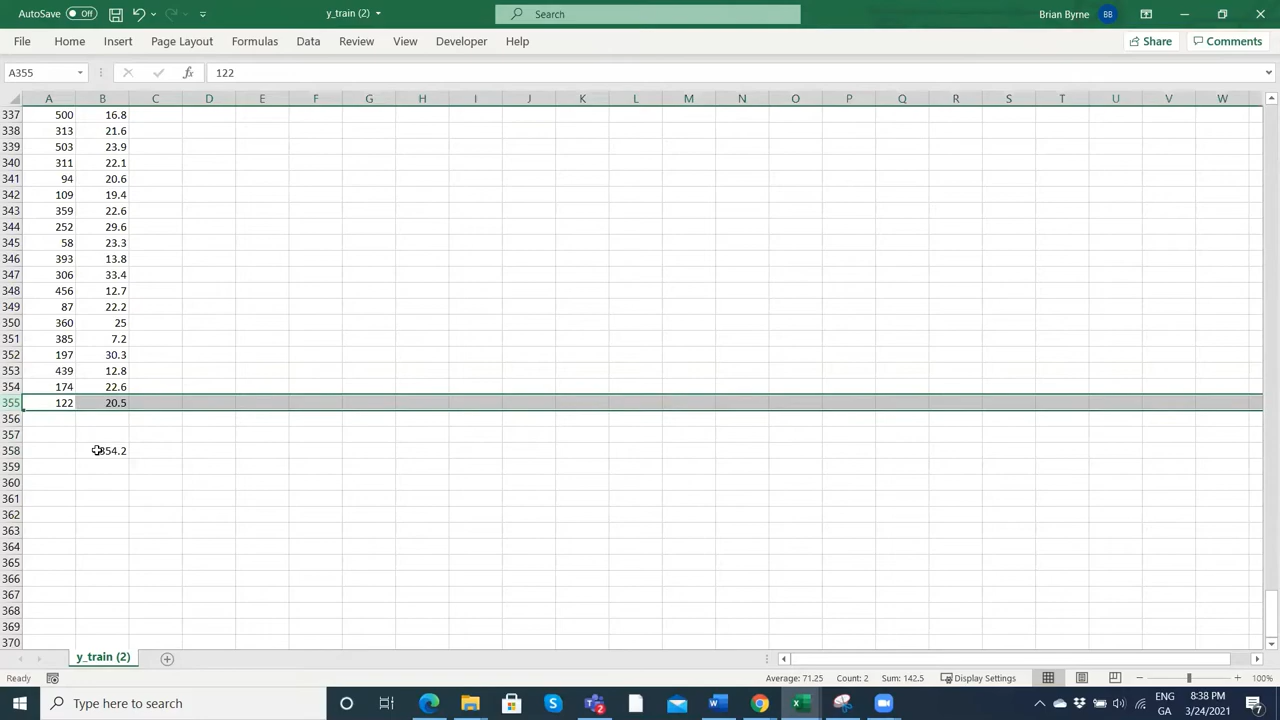 AutoSave Off y_train (2) Search Brian Byrne BB
File Home Insert Page Layout Formulas Data Review View Developer Help Share Comments
A355 fx 122
A B C D E F G H I J K L M N O P Q R S T U V W
337 500 16.8
338 313 21.6
339 503 23.9
340 311 22.1
341 94 20.6
342 109 19.4
343 359 22.6
344 252 29.6
345 58 23.3
346 393 13.8
347 306 33.4
348 456 12.7
349 87 22.2
350 360 25
351 385 7.2
352 197 30.3
353 439 12.8
354 174 22.6
355 122 20.5
356
357
358 354.2
359
360
361
362
363
364
365
366
367
368
369
370
y_train (2)
Ready Average: 71.25 Count: 2 Sum: 142.5 Display Settings 100%
Type here to search ENG 8:38 PM
GA 3/24/2021